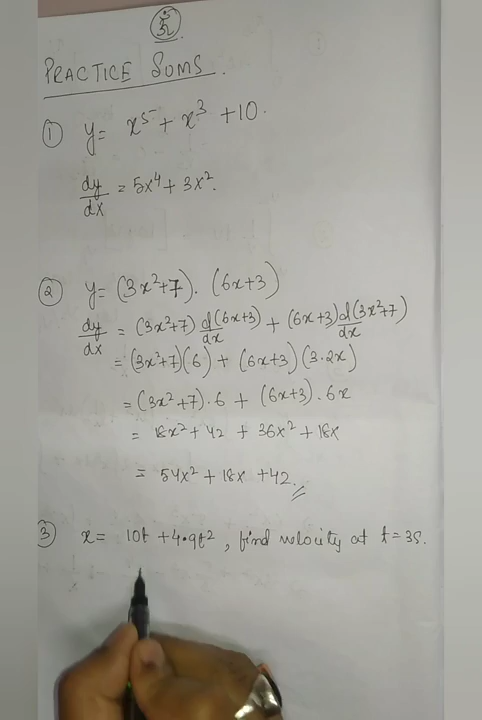 PRACTICE SUMS.
① y = x⁵ + x³ + 10.
dy/dx = 5x⁴ + 3x².
② y = (3x²+7). (6x+3)
dy/dx = (3x²+7) d(6x+3)/dx + (6x+3) d(3x²+7)/dx
= (3x²+7)(6) + (6x+3)(3.2x)
= (3x²+7).6 + (6x+3).6x
= 18x² + 42 + 36x² + 18x
= 54x² + 18x + 42.
③ x = 10t + 4.9t², find velocity at t=3s.